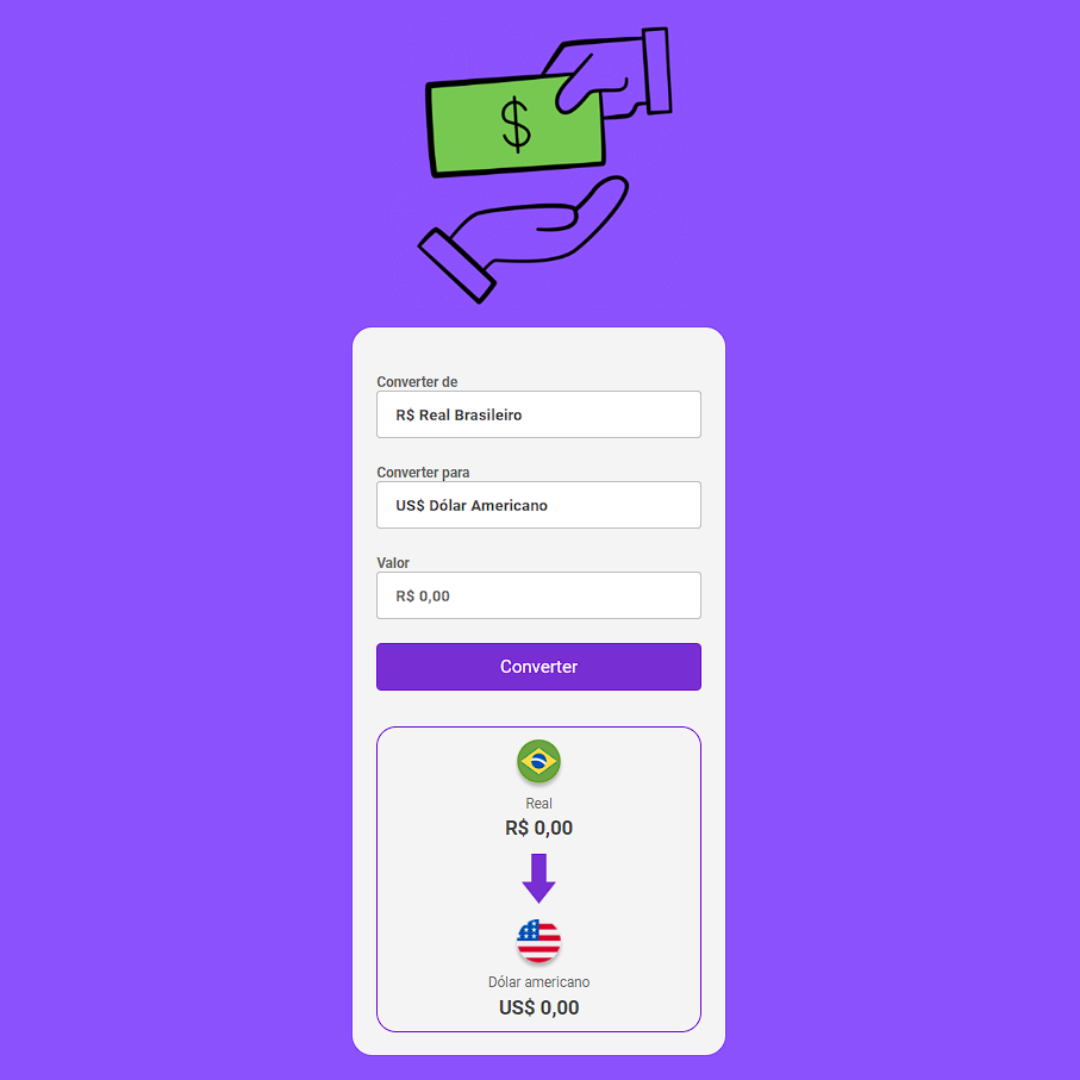 $
Converter de
R$ Real Brasileiro
Converter para
US$ Dólar Americano
Valor
R$ 0,00
Converter
Real
R$ 0,00
Dólar americano
US$ 0,00